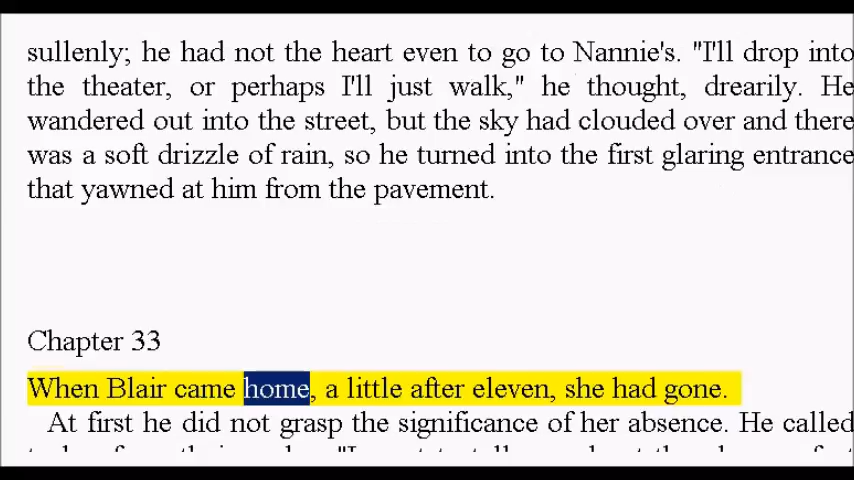 sullenly; he had not the heart even to go to Nannie's. "I'll drop into
the theater, or perhaps I'll just walk," he thought, drearily. He
wandered out into the street, but the sky had clouded over and there
was a soft drizzle of rain, so he turned into the first glaring entrance
that yawned at him from the pavement.
Chapter 33
When Blair came home, a little after eleven, she had gone.
At first he did not grasp the significance of her absence. He called